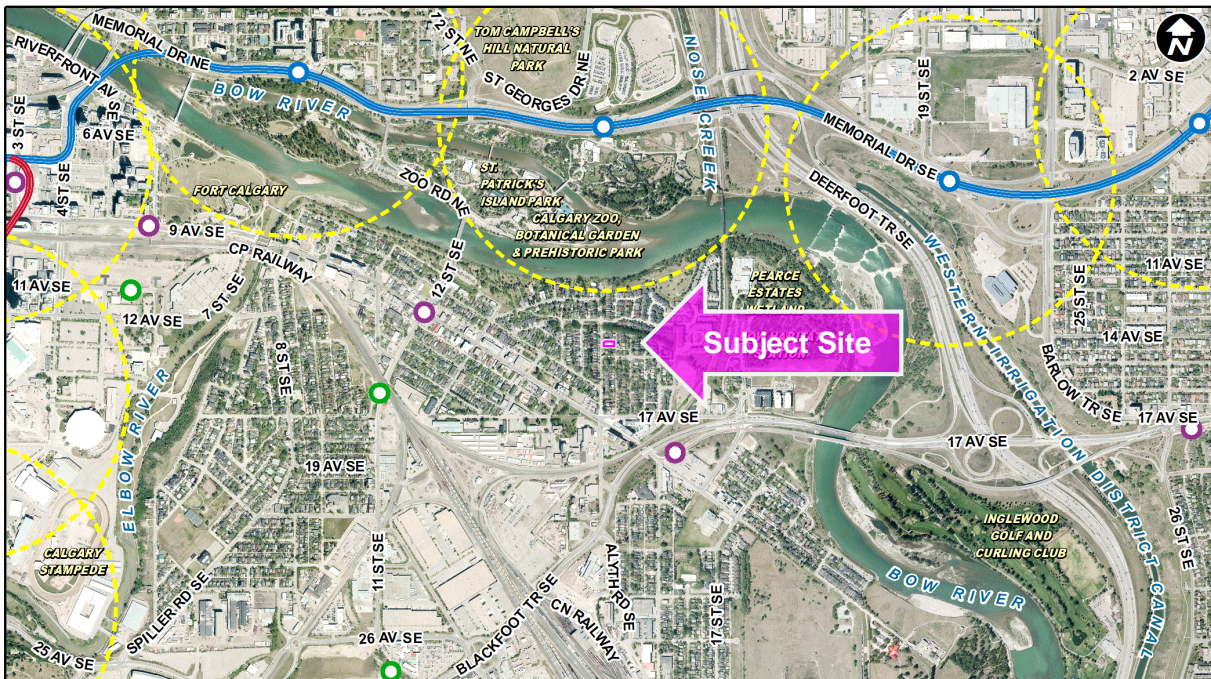 MEMORIAL DR NE
RIVERFRONT AV SE
3 ST SE
4 ST SE
6 AV SE
BOW RIVER
12 ST NE
TOM CAMPBELL'S
HILL NATURAL
PARK
ST GEORGES DR NE
NOSE CREEK
19 ST SE
2 AV SE
N
MEMORIAL DR SE
DEERFOOT TR SE
FORT CALGARY
ZOO RD NE
ST.
PATRICK'S
ISLAND PARK
CALGARY ZOO,
BOTANICAL GARDEN
& PREHISTORIC PARK
9 AV SE
CP RAILWAY
12 ST SE
11 AV SE
12 AV SE
7 ST SE
8 ST SE
PEARCE
ESTATES
Subject Site
WESTERN IRRIGATION DISTRICT CANAL
11 AV SE
25 ST SE
14 AV SE
BARLOW TR SE
17 AV SE
17 AV SE
17 AV SE
ELBOW RIVER
19 AV SE
CALGARY
STAMPEDE
SPILLER RD SE
25 AV SE
11 ST SE
26 AV SE
BLACKFOOT TR SE
CN RAILWAY
ALYTH RD SE
17 ST SE
INGLEWOOD
GOLF AND
CURLING CLUB
BOW RIVER
26 ST SE